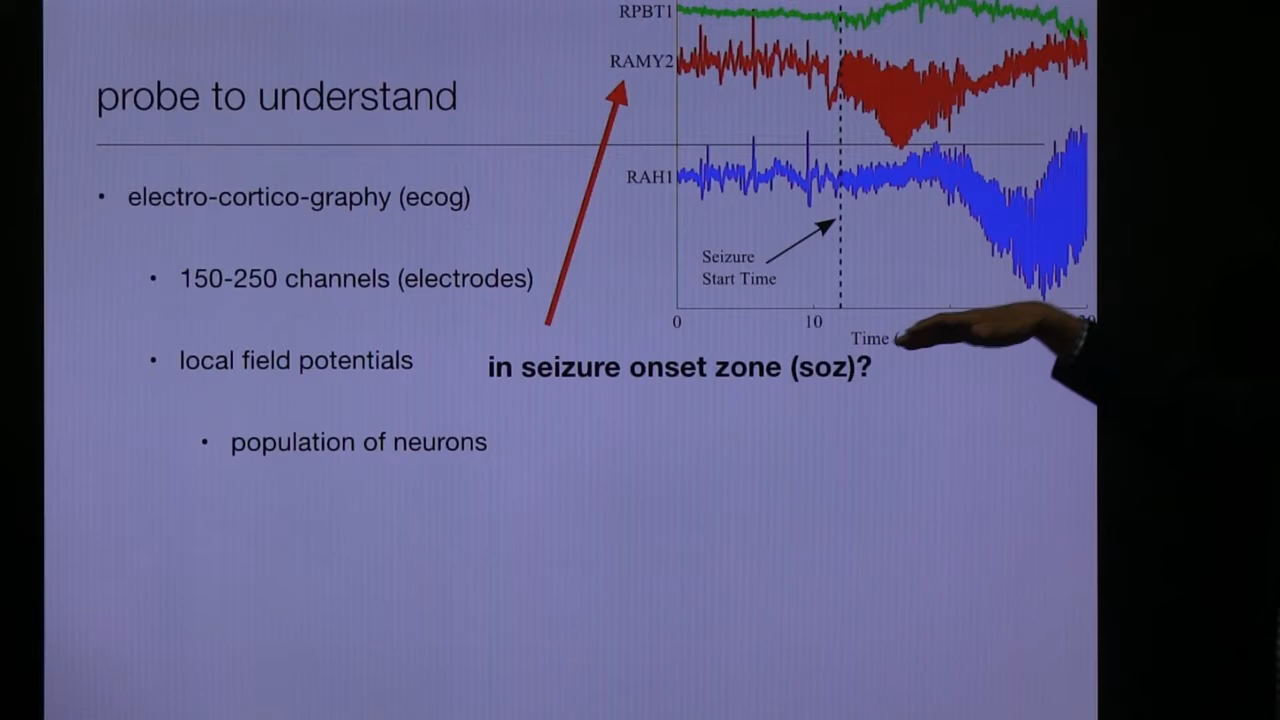 RPBT1
RAMY2
probe to understand
RAH1
• electro-cortico-graphy (ecog)
Seizure
Start Time
• 150-250 channels (electrodes)
0 10
Time
• local field potentials
in seizure onset zone (soz)?
• population of neurons